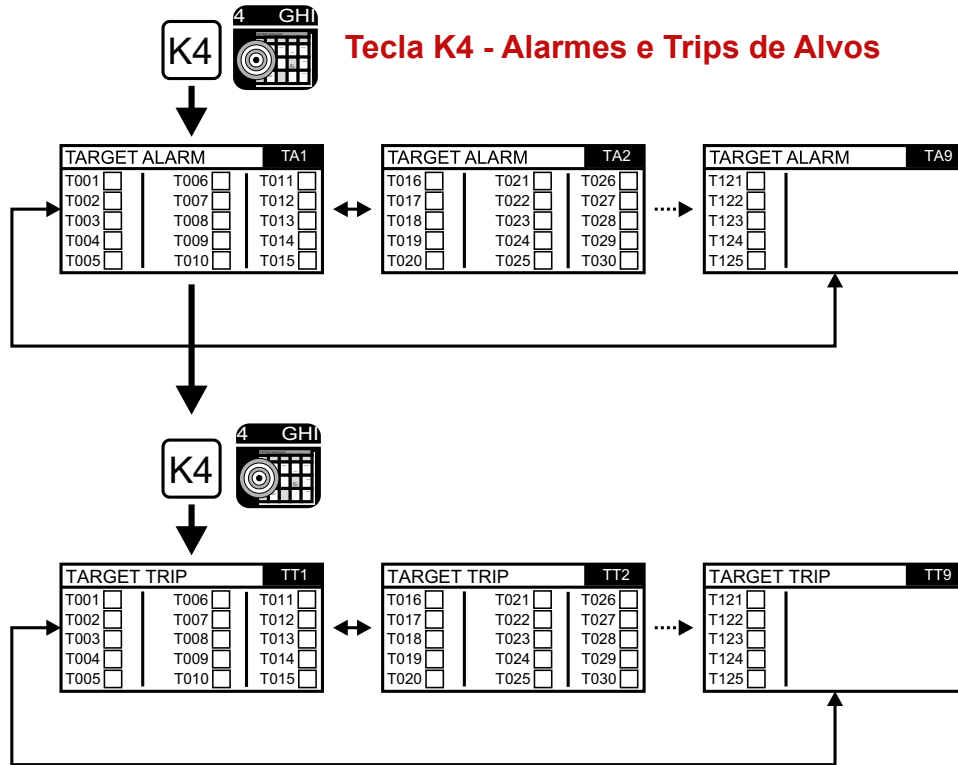 4 GHI
K4
Tecla K4 - Alarmes e Trips de Alvos
TARGET ALARM TA1
T001 T006 T011
T002 T007 T012
T003 T008 T013
T004 T009 T014
T005 T010 T015
TARGET ALARM TA2
T016 T021 T026
T017 T022 T027
T018 T023 T028
T019 T024 T029
T020 T025 T030
TARGET ALARM TA9
T121
T122
T123
T124
T125
4 GHI
K4
TARGET TRIP TT1
T001 T006 T011
T002 T007 T012
T003 T008 T013
T004 T009 T014
T005 T010 T015
TARGET TRIP TT2
T016 T021 T026
T017 T022 T027
T018 T023 T028
T019 T024 T029
T020 T025 T030
TARGET TRIP TT9
T121
T122
T123
T124
T125